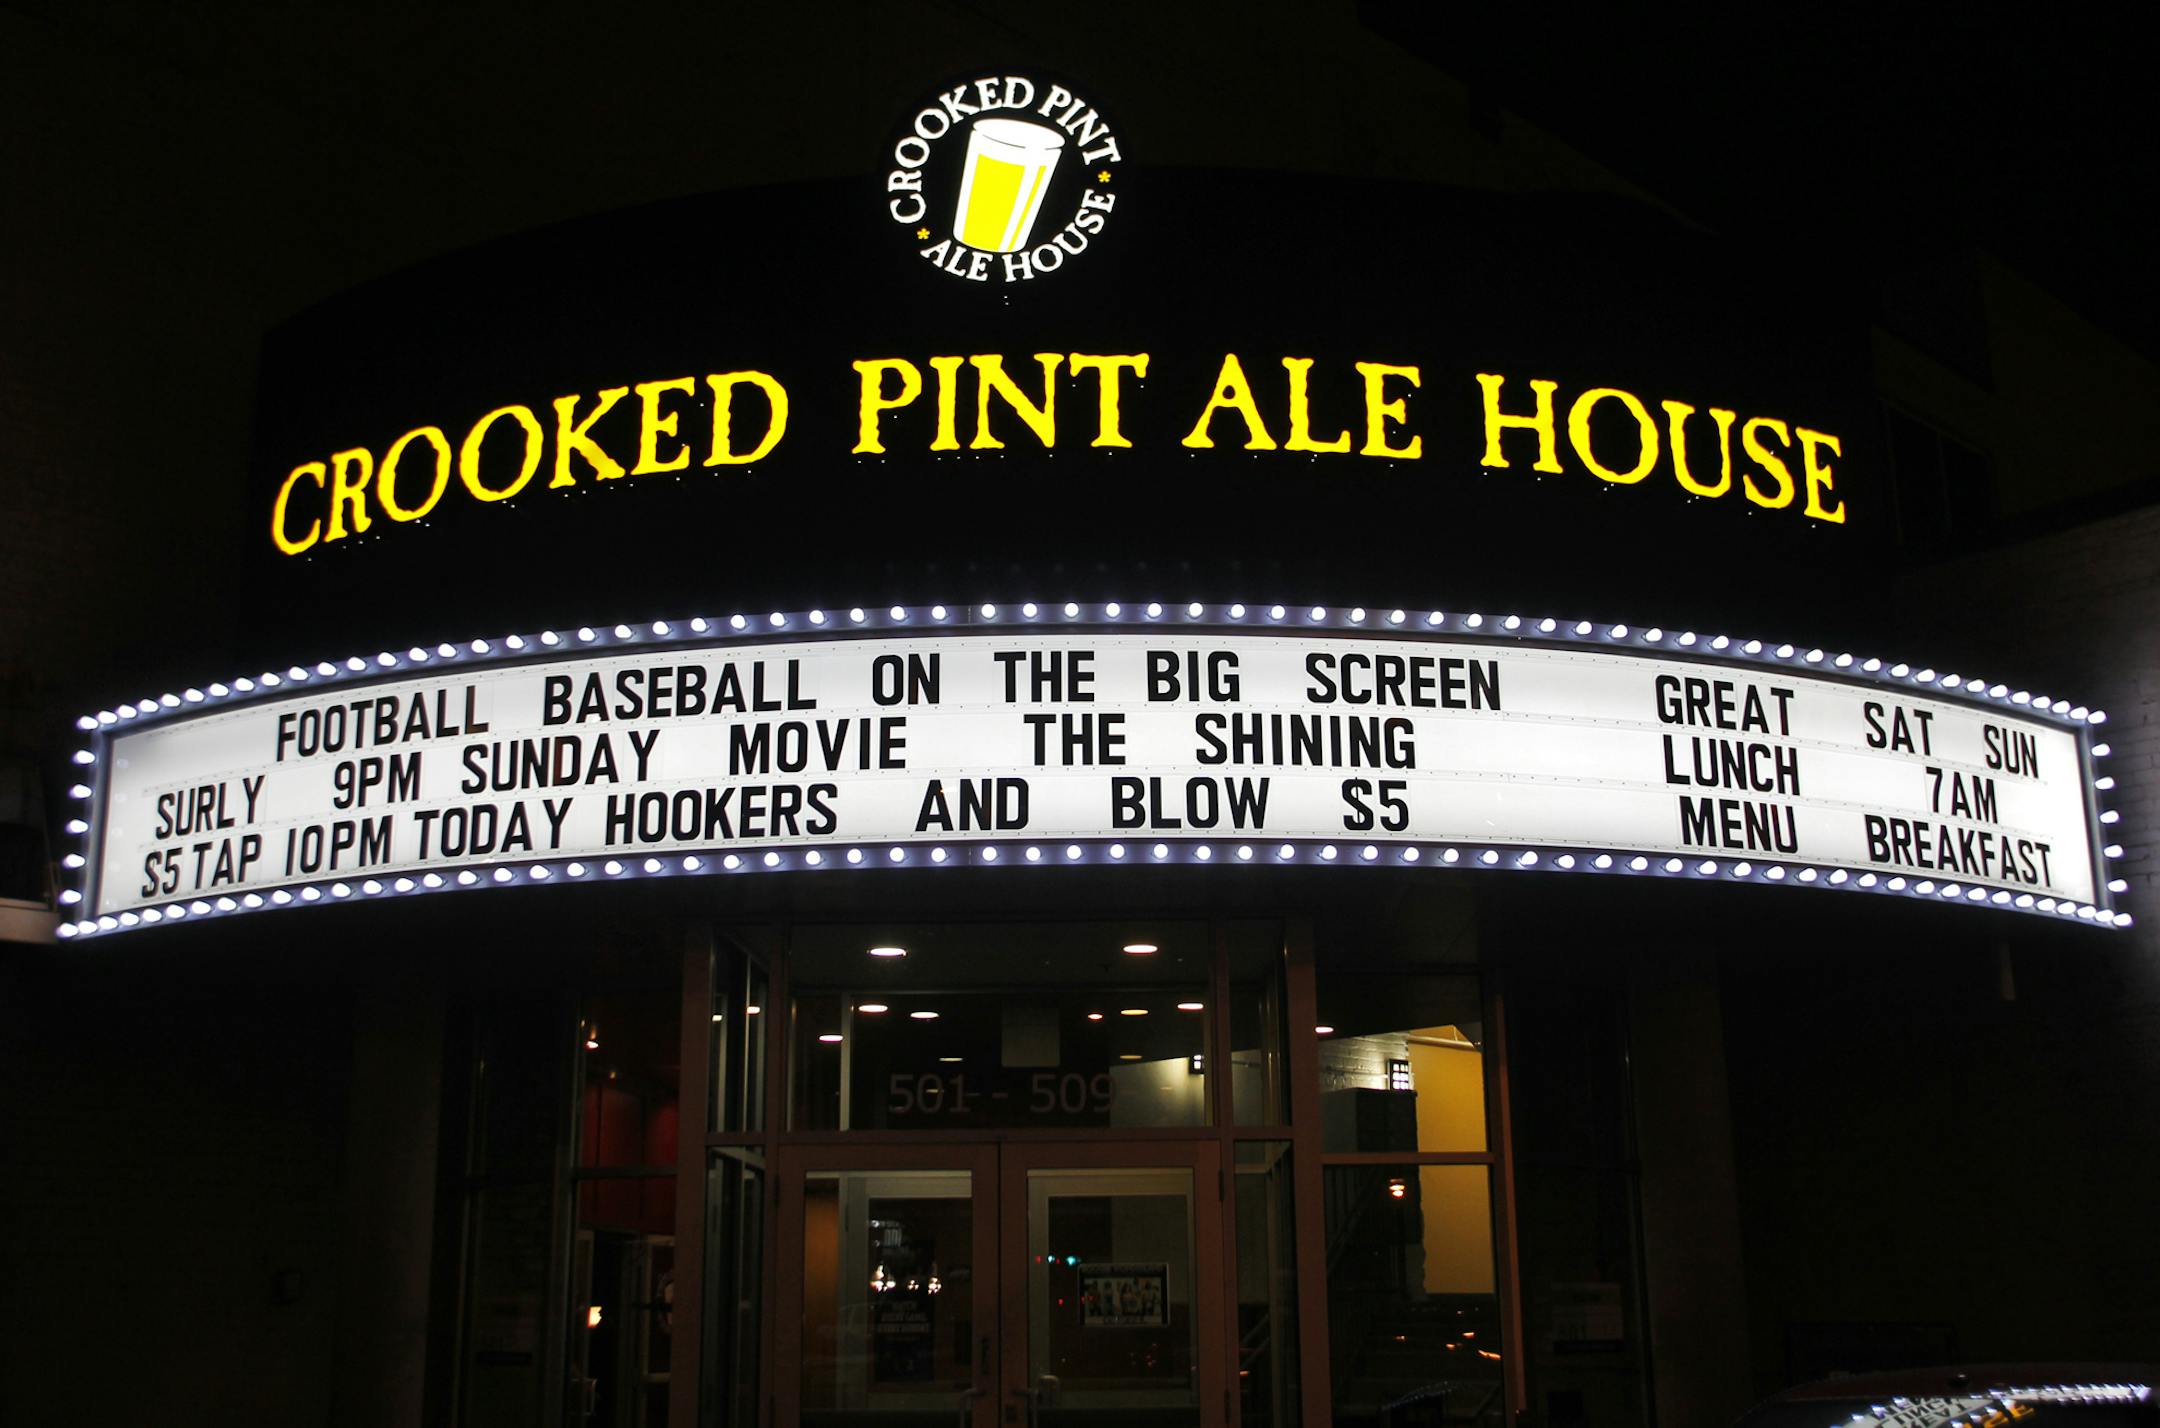 CROOKED PINT
ALE HOUSE
CROOKED PINT ALE HOUSE
FOOTBALL BASEBALL ON THE BIG SCREEN GREAT SAT SUN
SURLY 9PM SUNDAY MOVIE THE SHINING LUNCH 7AM
$5 TAP 10PM TODAY HOOKERS AND BLOW $5 MENU BREAKFAST
501 - 509